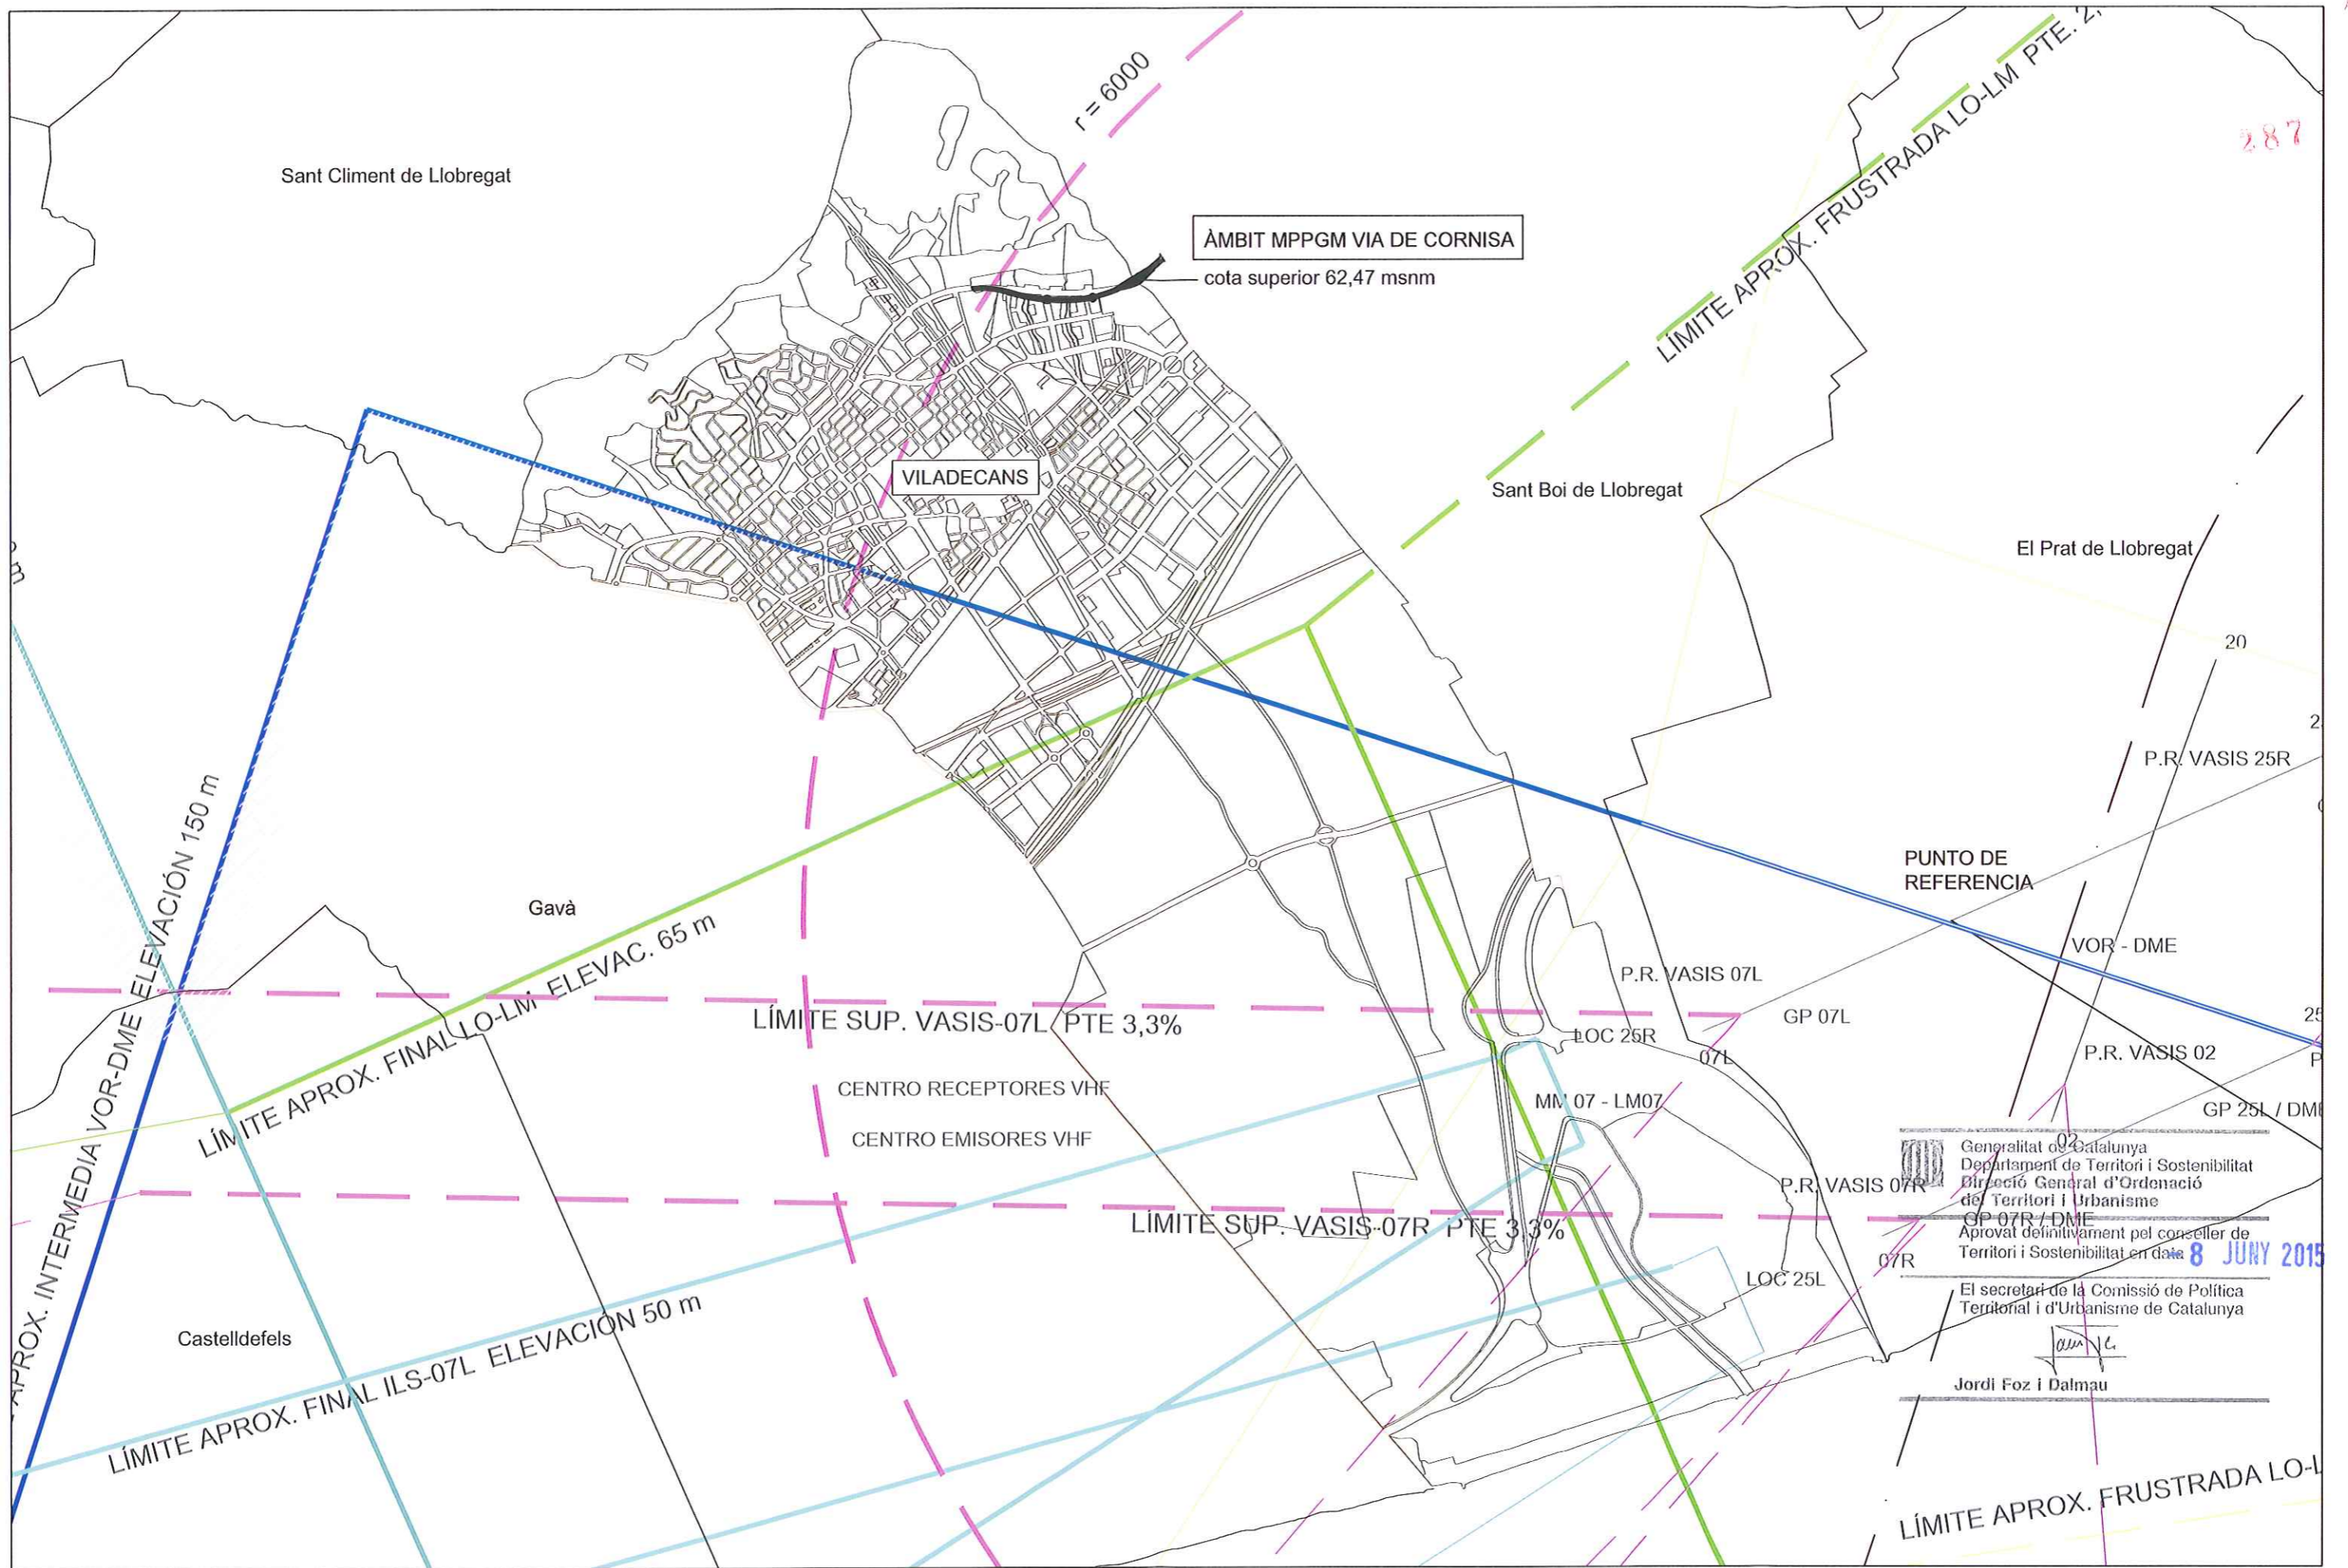 r = 6000
LÍMITE APROX. FRUSTRADA LO-LM PTE. 2,
287
Sant Climent de Llobregat
ÀMBIT MPPGM VIA DE CORNISA
cota superior 62,47 msnm
VILADECANS
Sant Boi de Llobregat
El Prat de Llobregat
20
P.R. VASIS 25R
PUNTO DE
REFERENCIA
VOR - DME
Gavà
L APROX. INTERMEDIA VOR-DME ELEVACIÓN 150 m
LÍMITE APROX. FINAL LO-LM ELEVAC. 65 m
LÍMITE SUP. VASIS-07L PTE 3,3%
P.R. VASIS 07L
GP 07L
LOC 25R
07L
25
P.R. VASIS 02
CENTRO RECEPTORES VHF
MM 07 - LM07
GP 25L / DME
CENTRO EMISORES VHF
02
P.R. VASIS 07R
LÍMITE SUP. VASIS-07R PTE 3,3%
GP 07R / DME
07R
LOC 25L
Generalitat de Catalunya
Departament de Territori i Sostenibilitat
Direcció General d'Ordenació
del Territori i Urbanisme
Aprovat definitivament pel conseller de
Territori i Sostenibilitat en data - 8 JUNY 2015
El secretari de la Comissió de Política
Territorial i d'Urbanisme de Catalunya
Jordi Foz i Dalmau
Castelldefels
LÍMITE APROX. FINAL ILS-07L ELEVACIÓN 50 m
LÍMITE APROX. FRUSTRADA LO-L